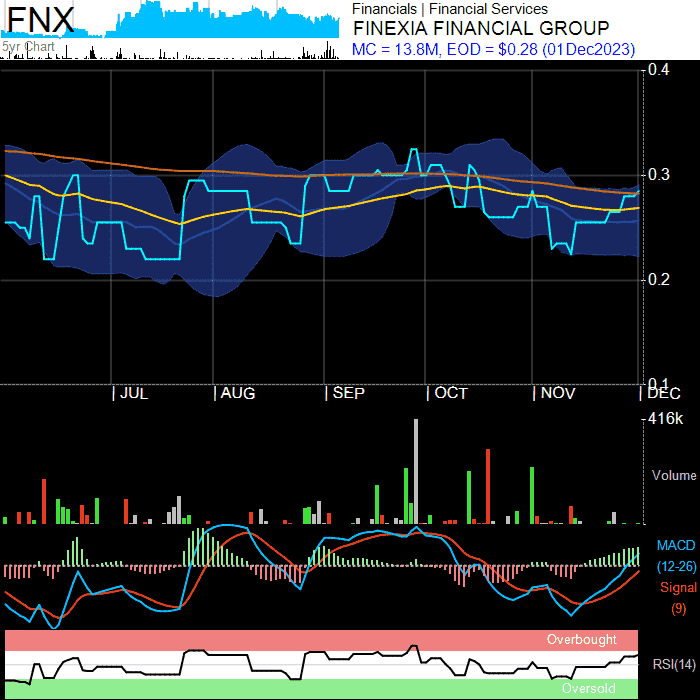 FNX
5yr Chart
Financials | Financial Services
FINEXIA FINANCIAL GROUP
MC = 13.8M, EOD = $0.28 (01Dec2023)
0.4
0.3
0.2
0.1
JUL AUG SEP OCT NOV DEC
416k
Volume
MACD
(12-26)
Signal
(9)
Overbought
RSI(14)
Oversold